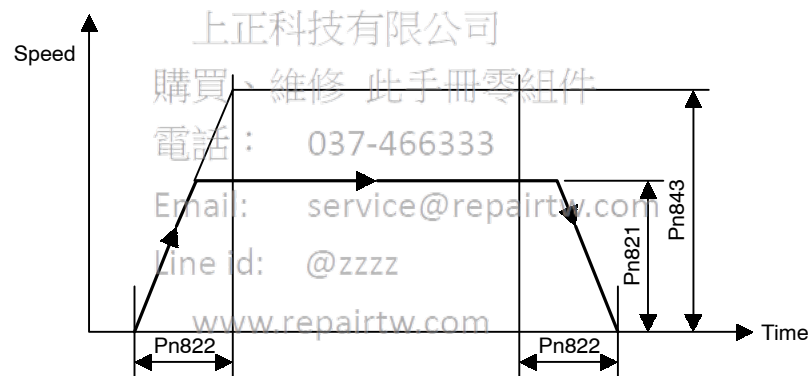 上正科技有限公司
Speed
購買、維修 此手冊零組件
電話： 037-466333
Email: service@repairtw.com
Pn821
Pn843
Line id: @zzzz
www.repairtw.com
Time
Pn822
Pn822